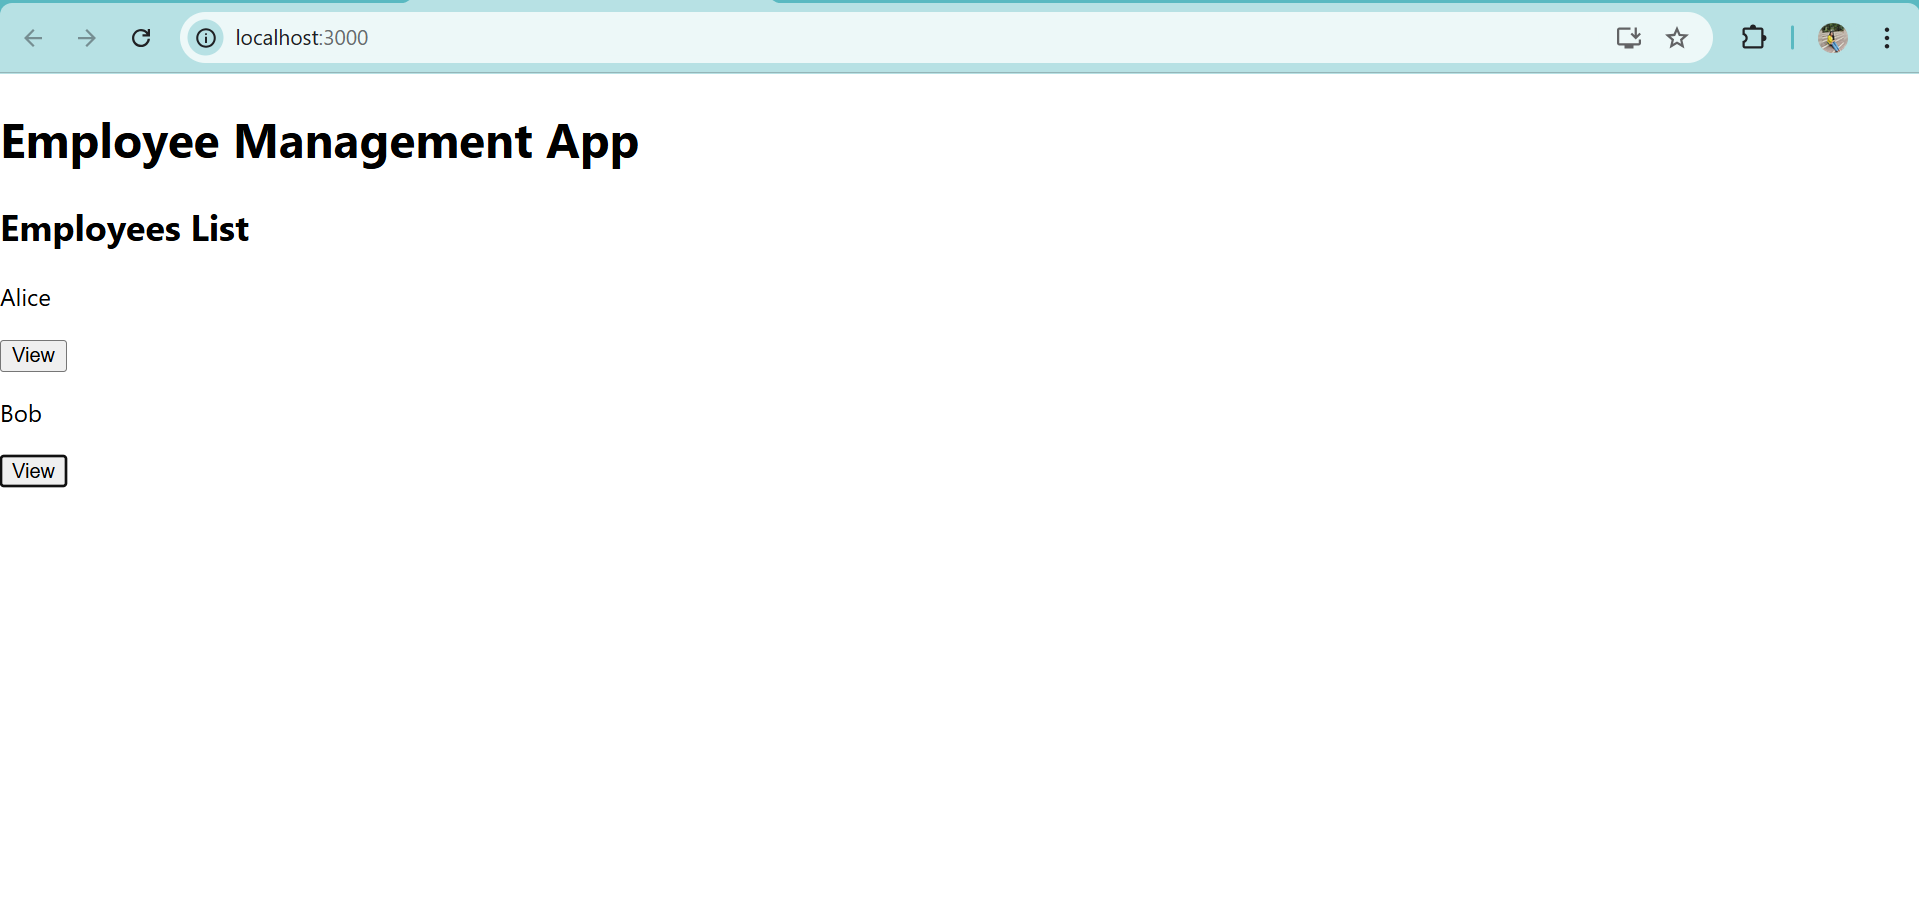 localhost:3000
Employee Management App
Employees List
Alice
View
Bob
View